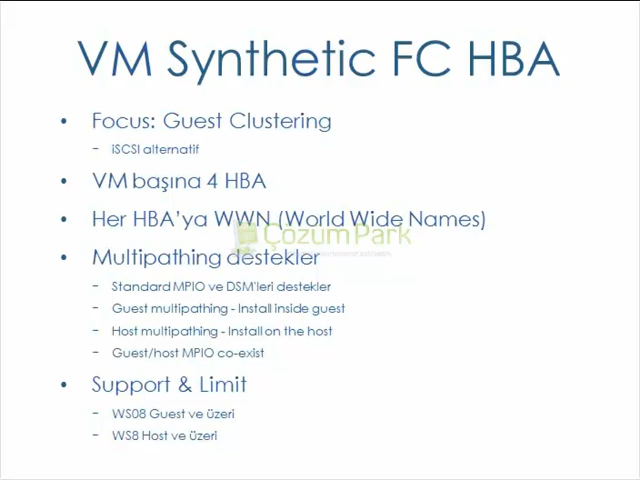 VM Synthetic FC HBA
• Focus: Guest Clustering
- iSCSI alternatif
• VM başına 4 HBA
• Her HBA'ya WWN (World Wide Names)
ÇözümPark
• Multipathing destekler
- Standard MPIO ve DSM'leri destekler
- Guest multipathing - Install inside guest
- Host multipathing - Install on the host
- Guest/host MPIO co-exist
• Support & Limit
- WS08 Guest ve üzeri
- WS8 Host ve üzeri